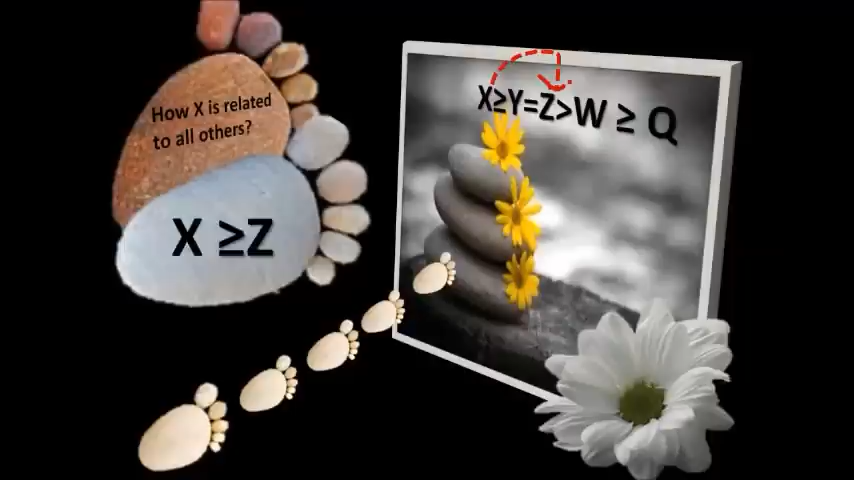 How X is related
to all others?
X ≥Z
X≥Y=Z>W ≥ Q